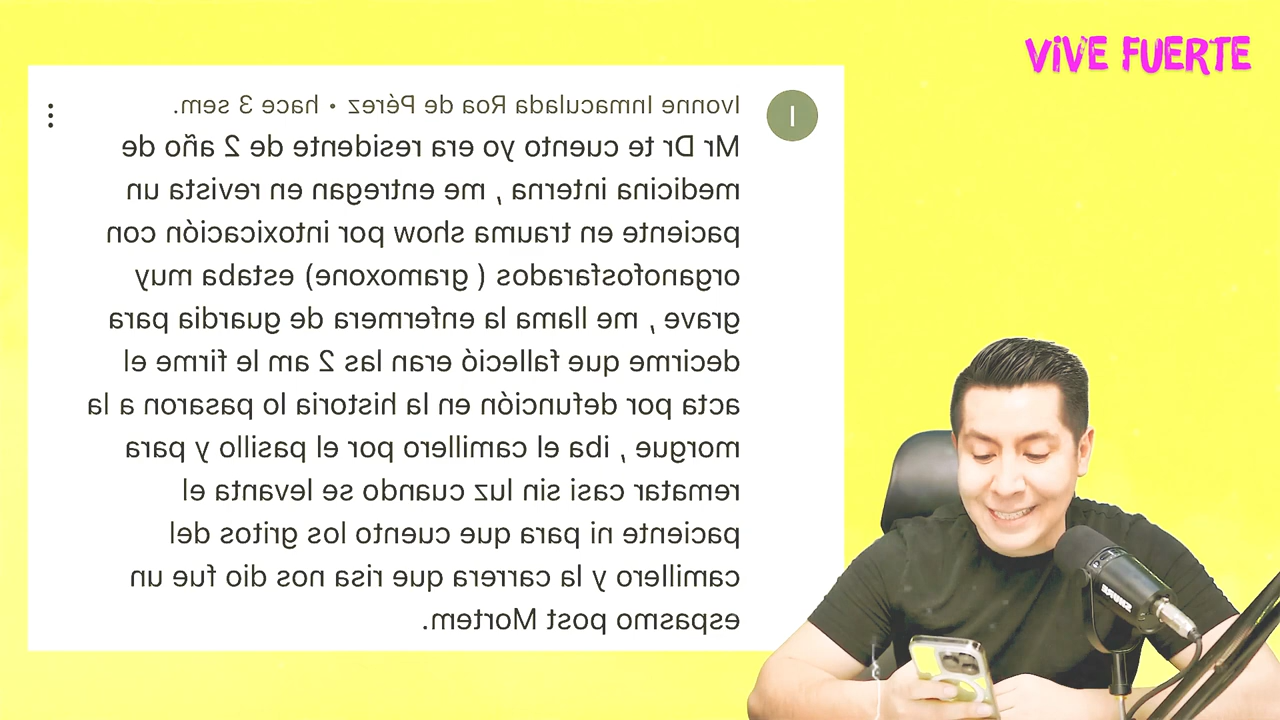 VIVE FUERTE
Ivonne Inmaculada Roa de Pérez • hace 3 sem.
I
Mr Dr te cuento yo era residente de 2 año de
medicina interna , me entregan en revista un
paciente en trauma show por intoxicación con
organofosfarados ( gramoxone) estaba muy
grave , me llama la enfermera de guardia para
decirme que falleció eran las 2 am le firme el
acta por defunción en la historia lo pasaron a la
morgue , iba el camillero por el pasillo y para
rematar casi sin luz cuando se levanta el
paciente ni para que cuento los gritos del
camillero y la carrera que risa nos dio fue un
espasmo post Mortem.